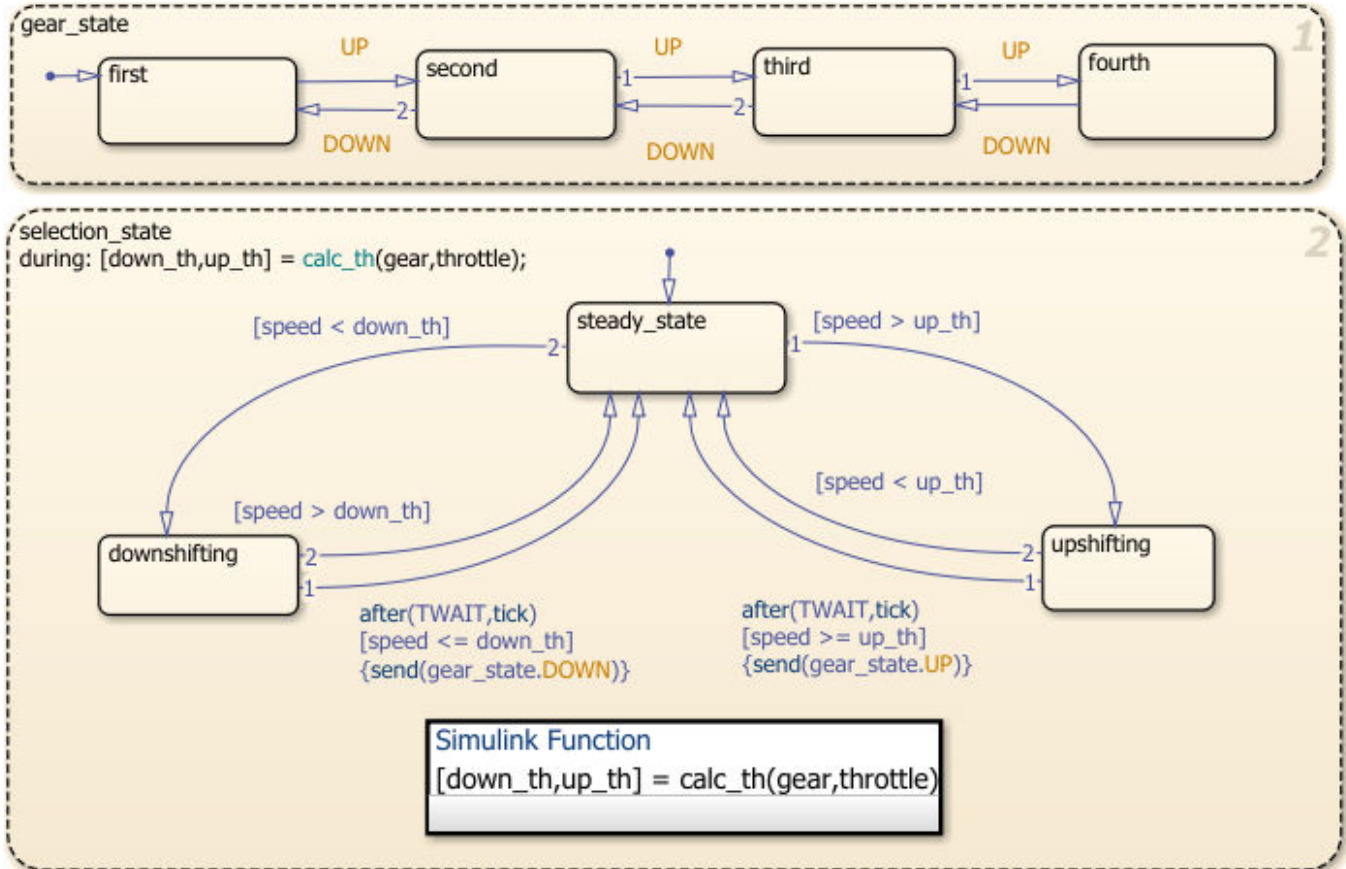 gear_state
1
UP
UP
UP
first
second
third
fourth
1
1
2
2
DOWN
DOWN
DOWN
selection_state
2
during: [down_th,up_th] = calc_th(gear,throttle);
[speed < down_th]
steady_state
[speed > up_th]
2
1
[speed > down_th]
[speed < up_th]
downshifting
2
1
2
1
upshifting
after(TWAIT,tick)
[speed <= down_th]
{send(gear_state.DOWN)}
after(TWAIT,tick)
[speed >= up_th]
{send(gear_state.UP)}
Simulink Function
[down_th,up_th] = calc_th(gear,throttle)